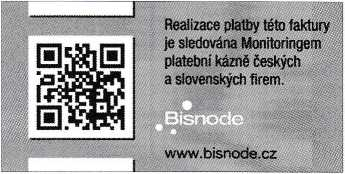 Realizace platby této faktury
je sledována Monitoringem
platební kázně českých
a slovenských firem.
Bisnode
www.bisnode.cz